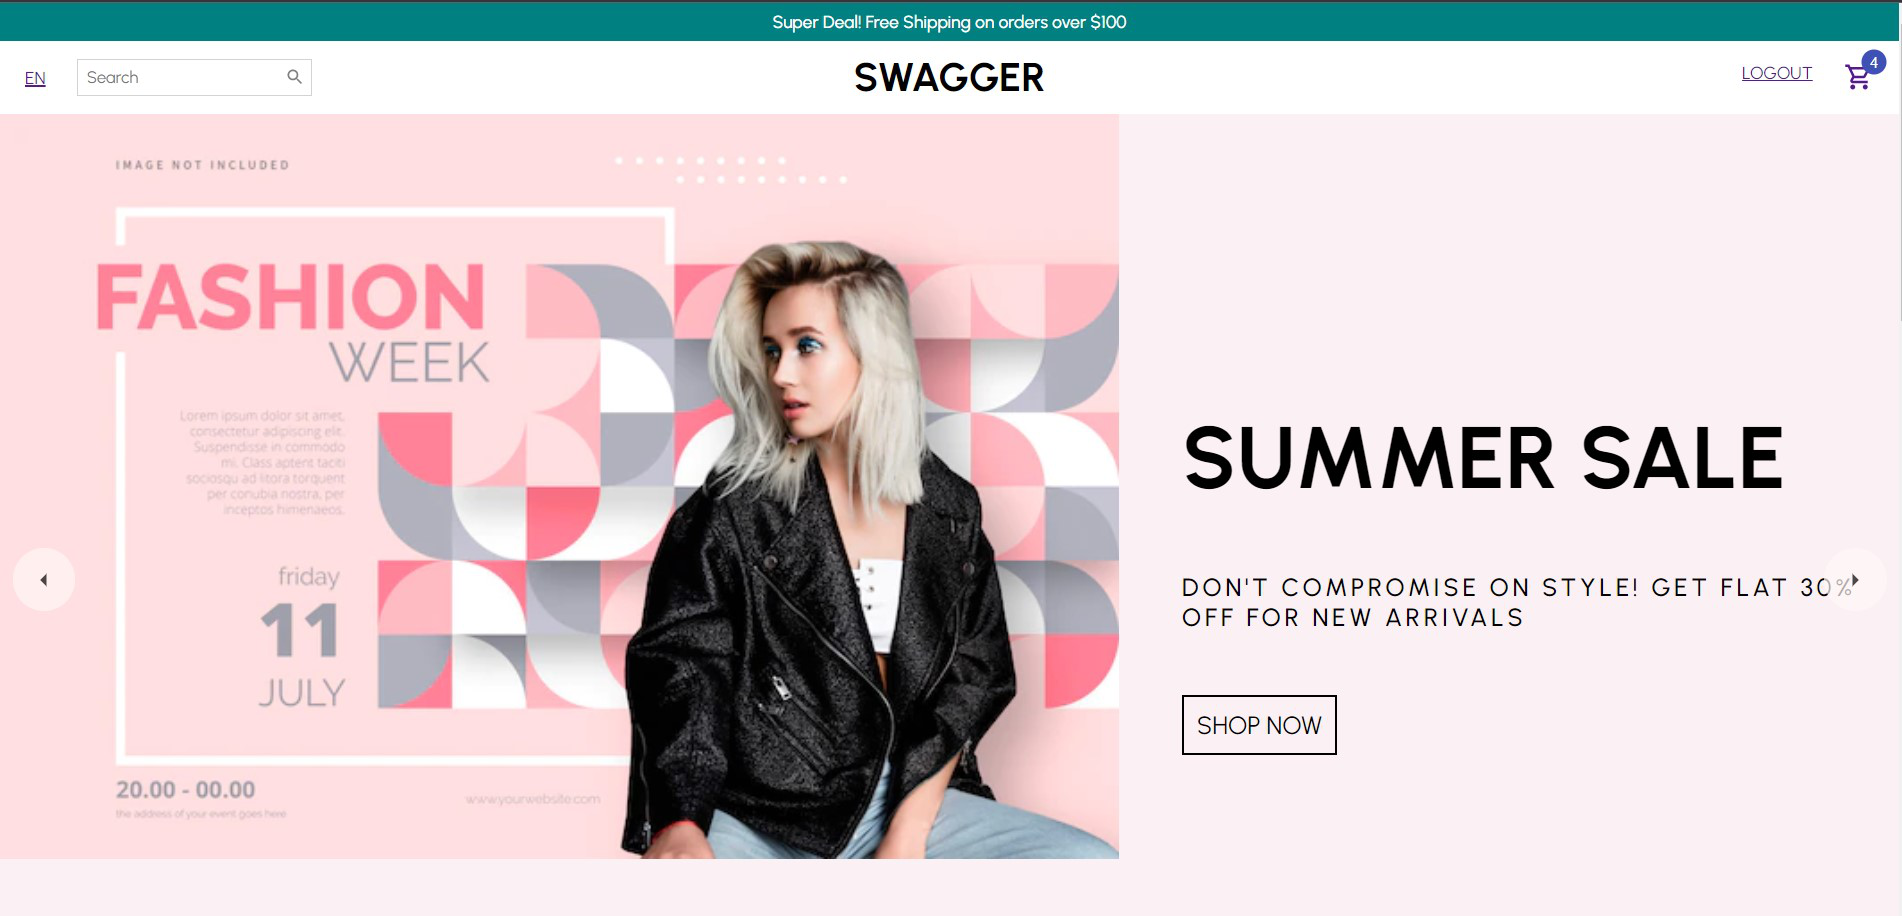 Super Deal! Free Shipping on orders over $100
EN
Search
SWAGGER
LOGOUT
4
IMAGE NOT INCLUDED
FASHION
WEEK
Lorem ipsum dolor sit amet,
consectetur adipiscing elit.
Suspendisse in commodo
mi. Class aptent taciti
sociosqu ad litora torquent
per conubia nostra, per
inceptos himenaeos.
friday
11
JULY
20.00 - 00.00
the address of your event goes here
www.yourwebsite.com
SUMMER SALE
DON'T COMPROMISE ON STYLE! GET FLAT 30%
OFF FOR NEW ARRIVALS
SHOP NOW